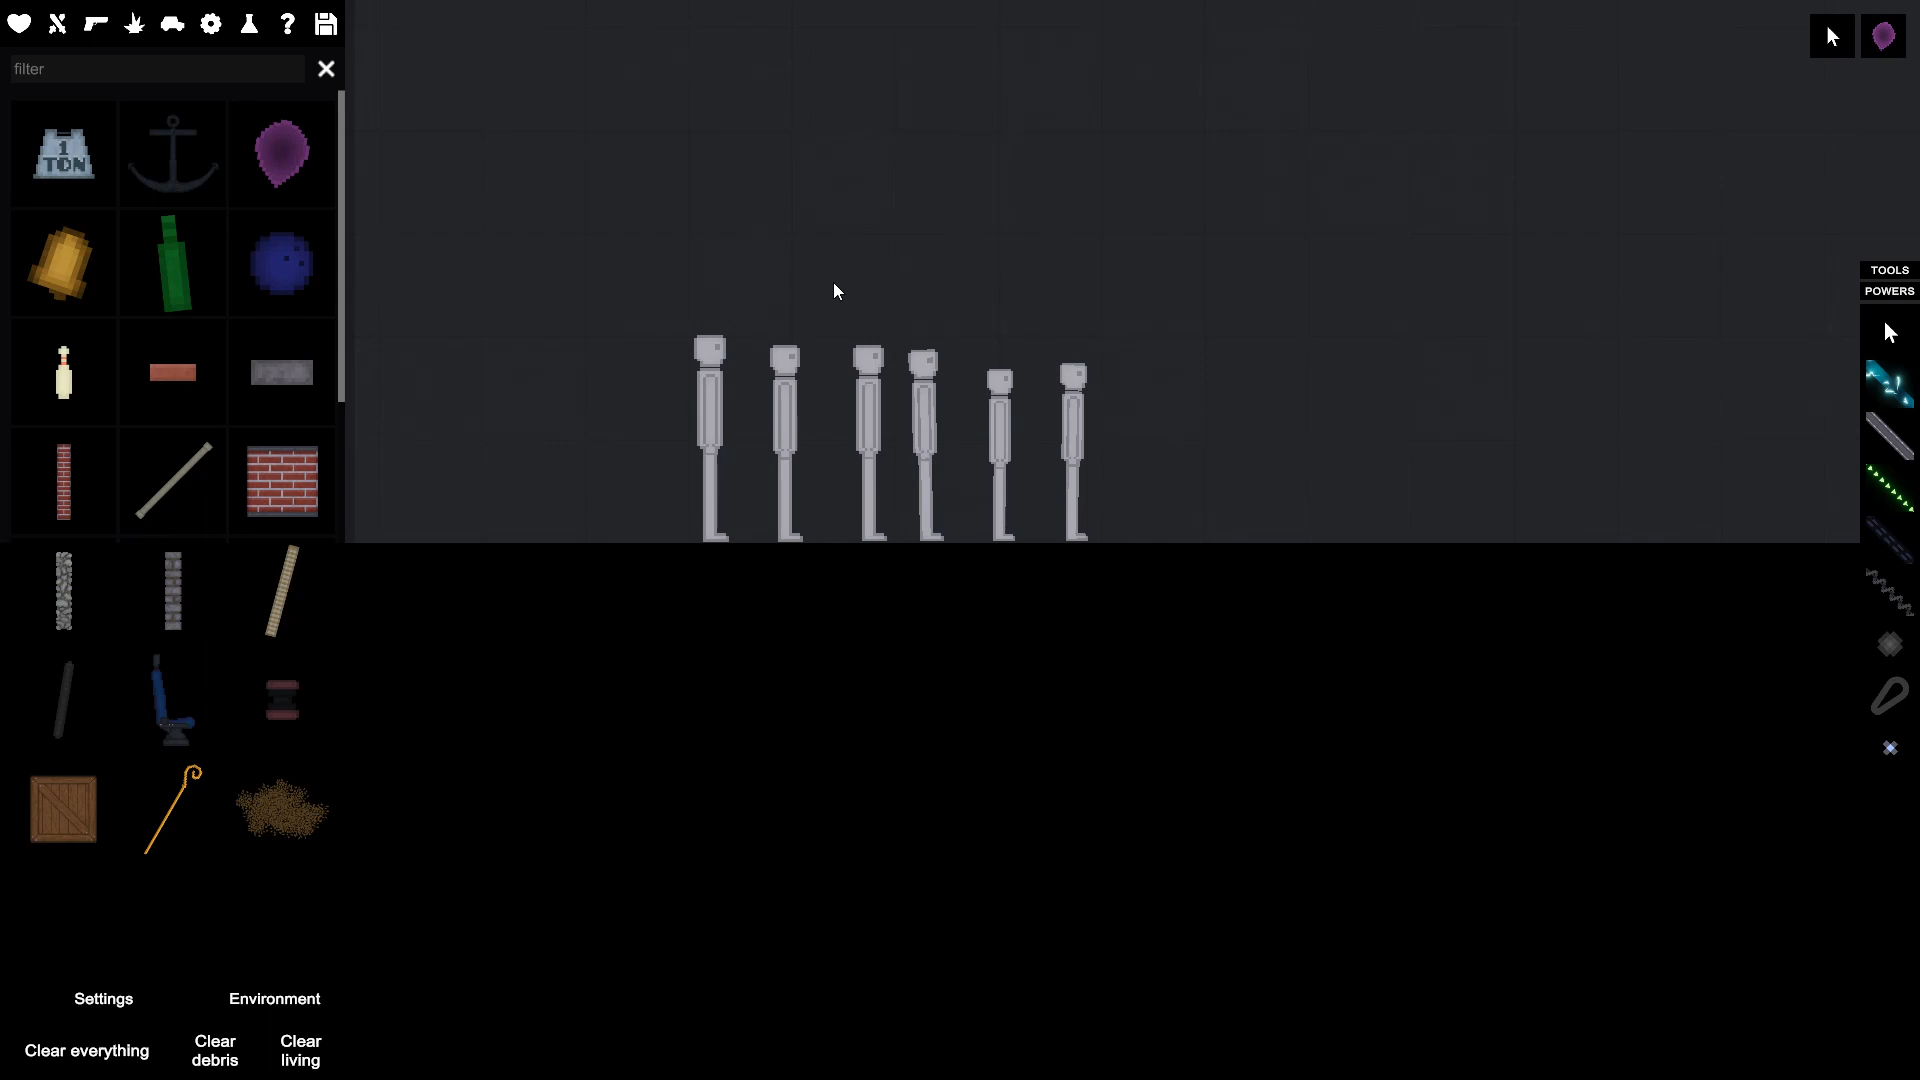 filter
1
TON
TOOLS
POWERS
Settings
Environment
Clear everything
Clear
debris
Clear
living